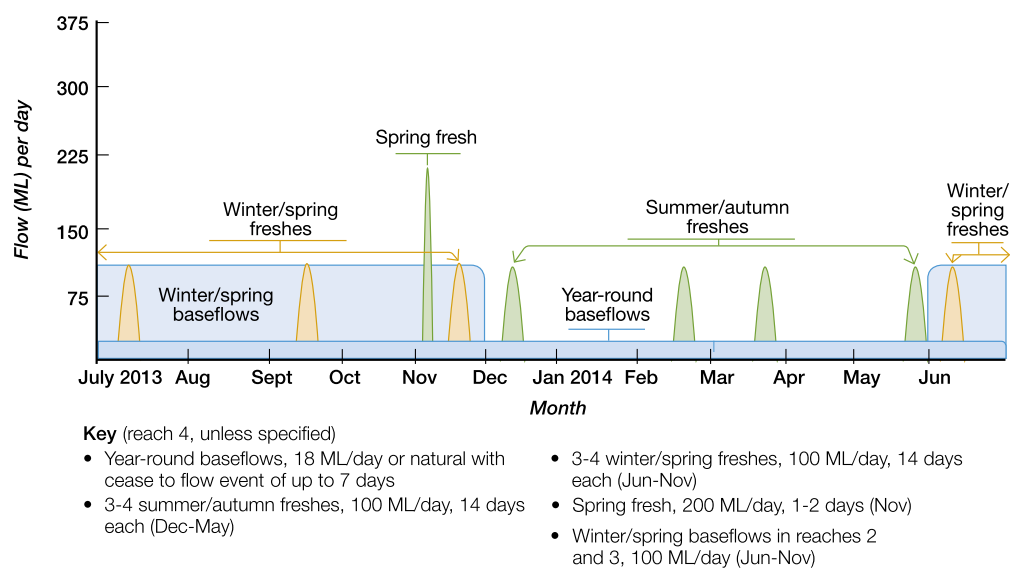 375
300
225
150
75
Flow (ML) per day
Spring fresh
Winter/spring
freshes
Summer/autumn
freshes
Winter/
spring
freshes
Winter/spring
baseflows
Year-round
baseflows
July 2013 Aug Sept Oct Nov Dec Jan 2014 Feb Mar Apr May Jun
Month
Key (reach 4, unless specified)
• Year-round baseflows, 18 ML/day or natural with
cease to flow event of up to 7 days
• 3-4 summer/autumn freshes, 100 ML/day, 14 days
each (Dec-May)
• 3-4 winter/spring freshes, 100 ML/day, 14 days
each (Jun-Nov)
• Spring fresh, 200 ML/day, 1-2 days (Nov)
• Winter/spring baseflows in reaches 2
and 3, 100 ML/day (Jun-Nov)